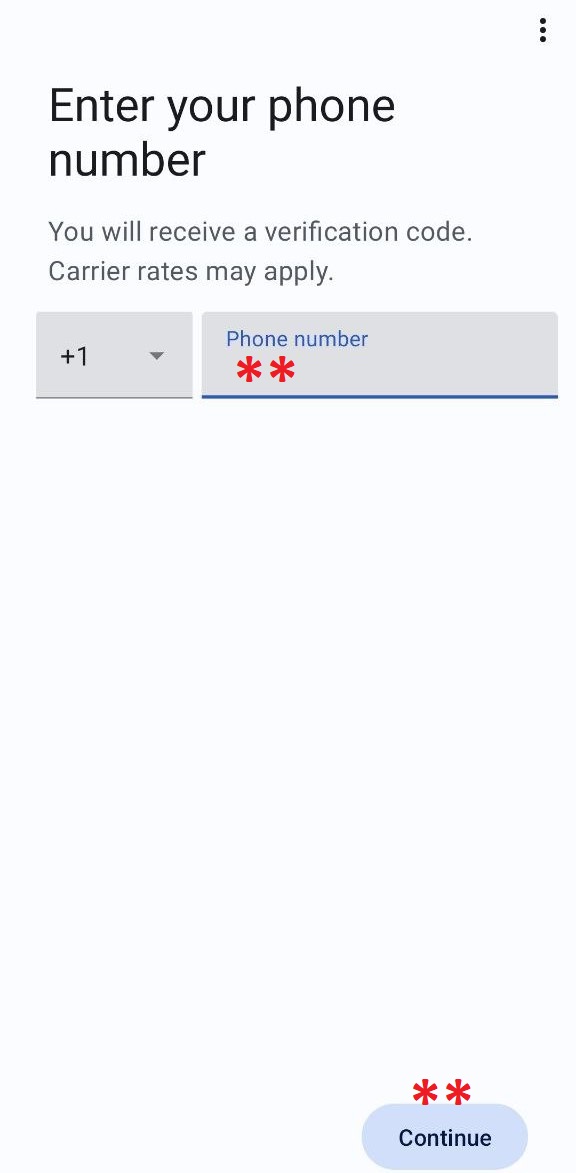 Enter your phone
number
You will receive a verification code.
Carrier rates may apply.
+1
Phone number
**
**
Continue